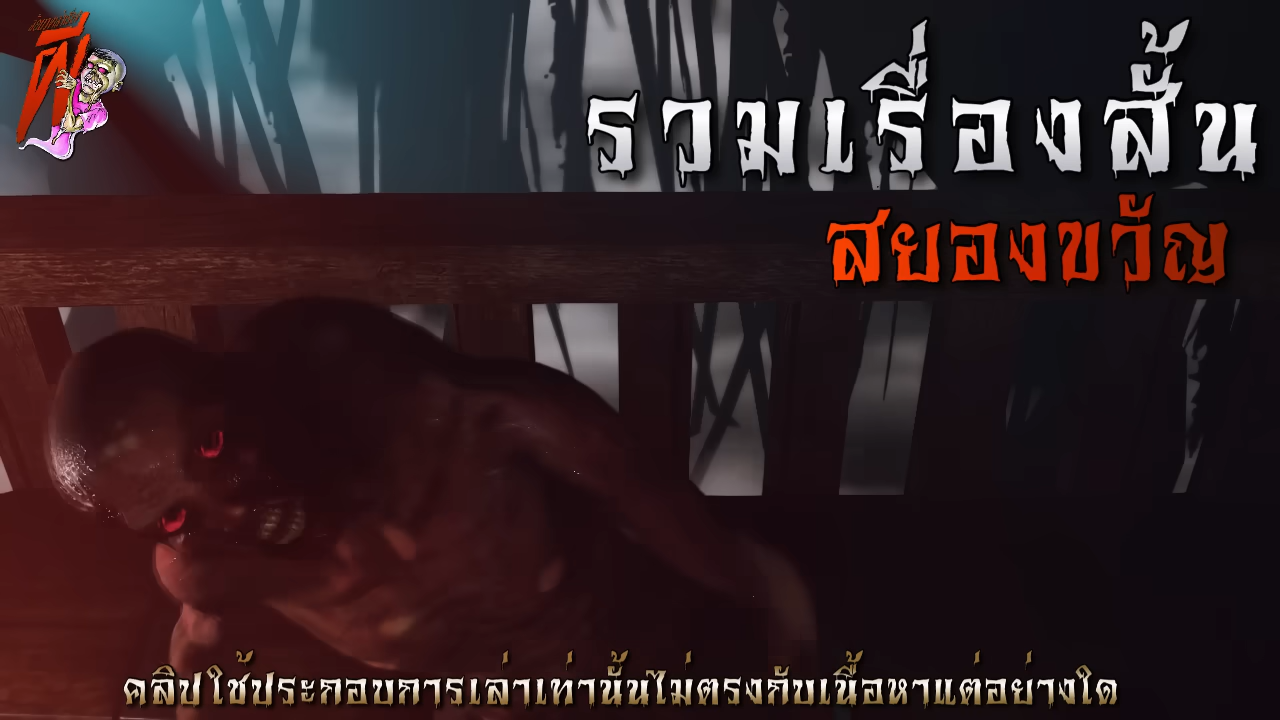 ผี
รวมเรื่องสั้น
สยองขวัญ
คลิปใช้ประกอบการเล่าเท่านั้นไม่ตรงกับเนื้อหาแต่อย่างใด